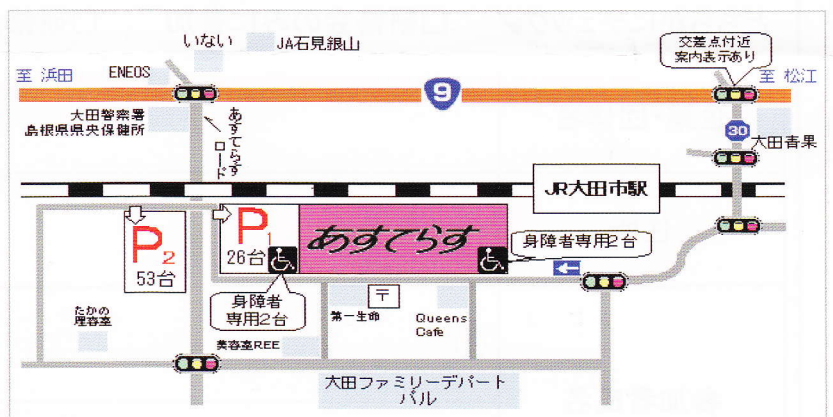 いない
JA石見銀山
交差点付近
案内表示あり
至 浜田
ENEOS
至 松江
9
大田警察署
島根県県央保健所
あすてらす
ロード
30
大田青果
JR大田市駅
P2
53台
P1
26台
あすてらす
身障者専用2台
身障者
専用2台
〒
第一生命
Queens
Cafe
たかの
理容室
美容室REE
大田ファミリーデパート
パル